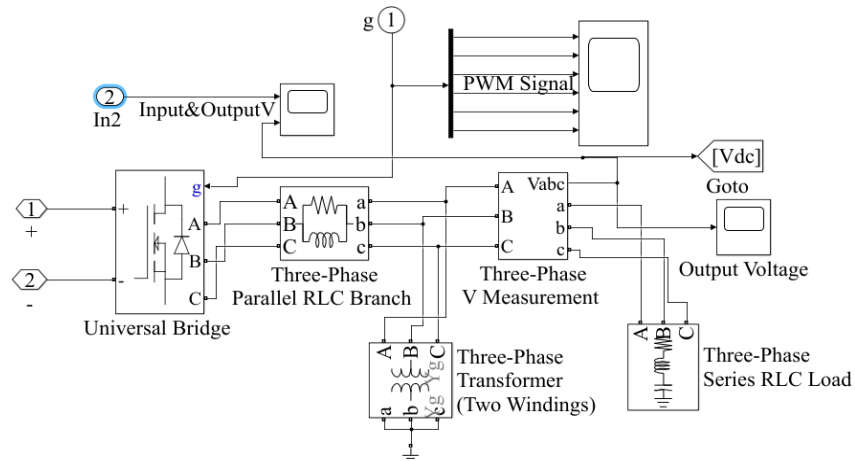 g 1
PWM Signal
2
In2
Input&OutputV
[Vdc]
Goto
g
1
+
+
A
A
B
C
a
b
c
A
B
C
Vabc
a
b
c
B
2
-
-
C
Three-Phase
Parallel RLC Branch
Three-Phase
V Measurement
Output Voltage
Universal Bridge
A
B
C
Yg
Yg
a
b
c
Three-Phase
Transformer
(Two Windings)
A
B
C
Three-Phase
Series RLC Load